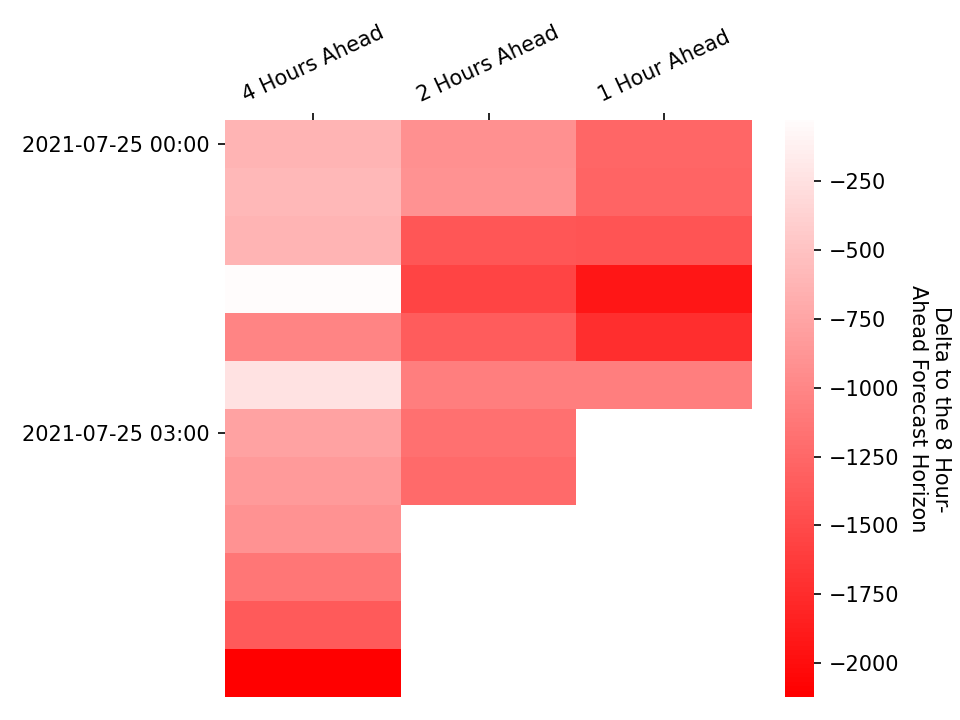 4 Hours Ahead
2 Hours Ahead
1 Hour Ahead
2021-07-25 00:00
2021-07-25 03:00
−250
−500
−750
−1000
−1250
−1500
−1750
−2000
Delta to the 8 Hour-
Ahead Forecast Horizon